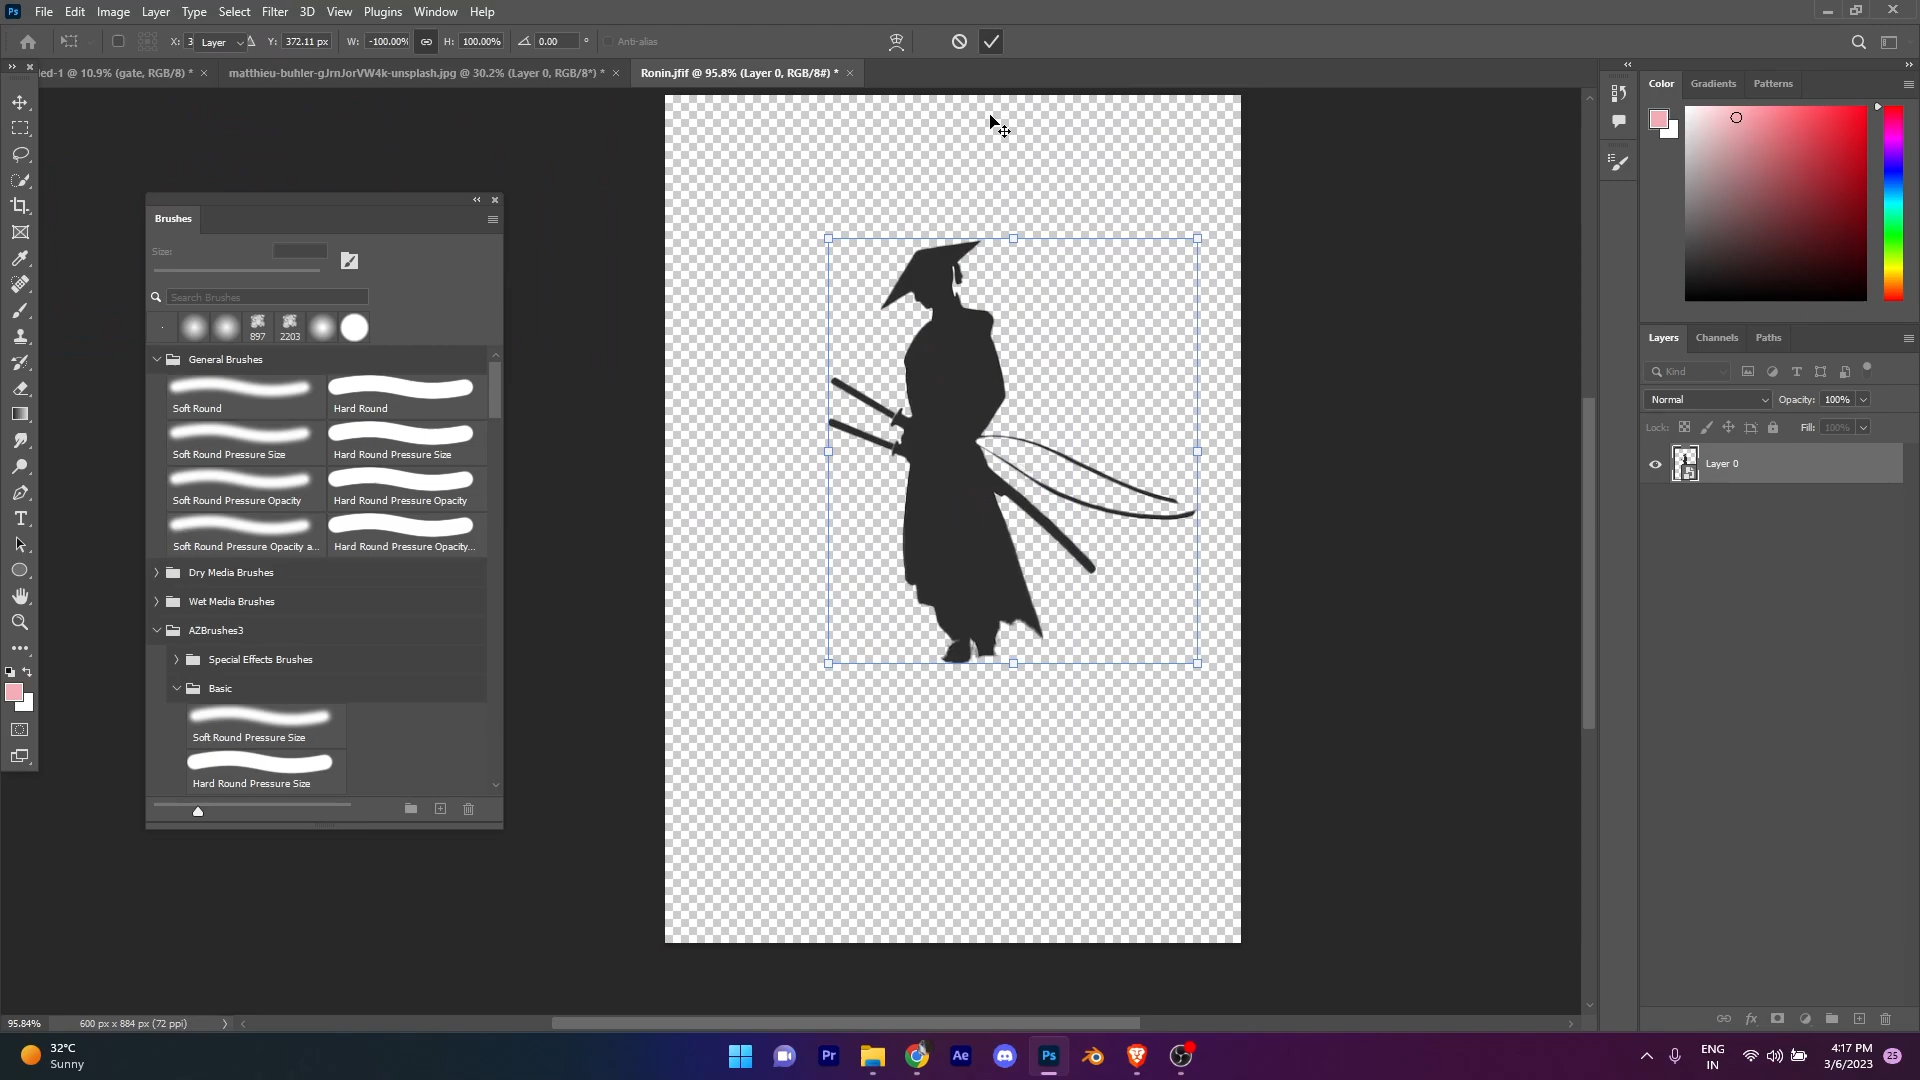 Ps File Edit Image Layer Type Select Filter 3D View Plugins Window Help
X: 3 Layer Y: 372.11 px W: -100.00% H: 100.00% 0.00 ° Anti-alias
ed-1 @ 10.9% (gate, RGB/8) * × matthieu-buhler-gJrnJorVW4k-unsplash.jpg @ 30.2% (Layer 0, RGB/8*) * × Ronin.jfif @ 95.8% (Layer 0, RGB/8#) * ×
Brushes
Size:
Search Brushes
897 2203
General Brushes
Soft Round Hard Round
Soft Round Pressure Size Hard Round Pressure Size
Soft Round Pressure Opacity Hard Round Pressure Opacity
Soft Round Pressure Opacity a... Hard Round Pressure Opacity...
Dry Media Brushes
Wet Media Brushes
AZBrushes3
Special Effects Brushes
Basic
Soft Round Pressure Size
Hard Round Pressure Size
Color Gradients Patterns
Layers Channels Paths
Kind
Normal Opacity: 100%
Lock: Fill: 100%
Layer 0
fx
95.84% 600 px x 884 px (72 ppi)
32°C
Sunny
Pr Ae Ps
ENG
IN
4:17 PM
3/6/2023
25